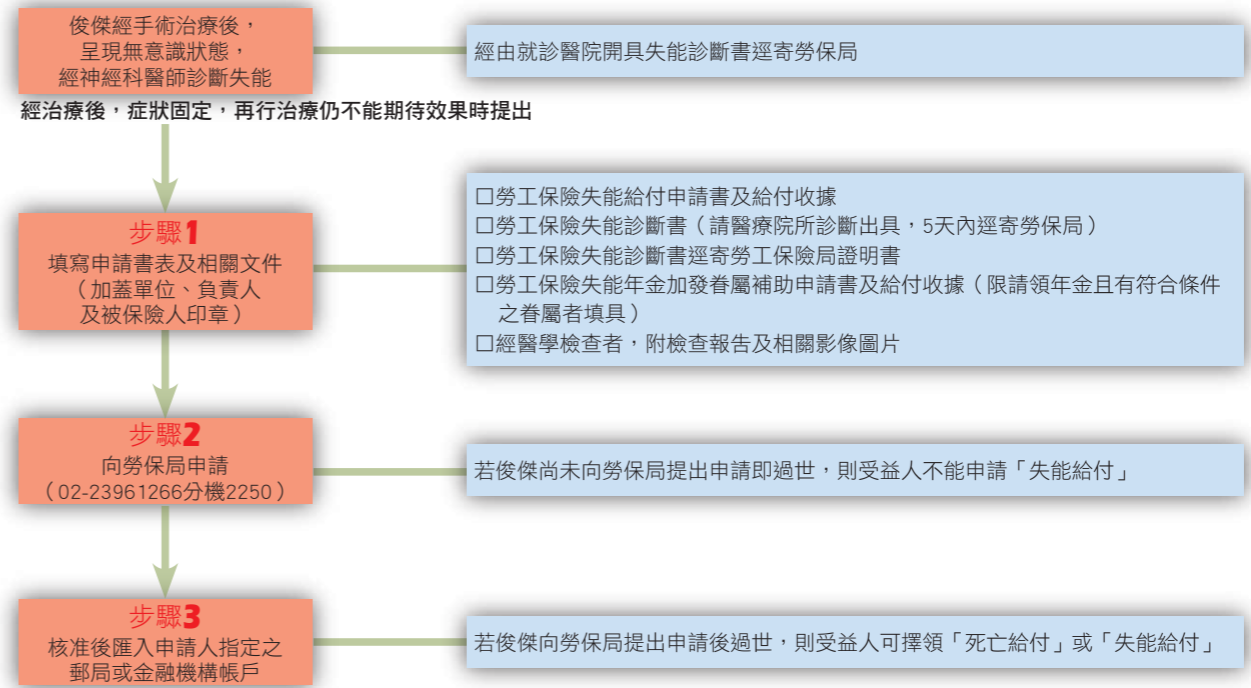 俊傑經手術治療後，
呈現無意識狀態，
經神經科醫師診斷失能
經由就診醫院開具失能診斷書逕寄勞保局
經治療後，症狀固定，再行治療仍不能期待效果時提出
步驟1
填寫申請書表及相關文件
（加蓋單位、負責人
及被保險人印章）
□勞工保險失能給付申請書及給付收據
□勞工保險失能診斷書（請醫療院所診斷出具，5天內逕寄勞保局）
□勞工保險失能診斷書逕寄勞工保險局證明書
□勞工保險失能年金加發眷屬補助申請書及給付收據（限請領年金且有符合條件
之眷屬者填具）
□經醫學檢查者，附檢查報告及相關影像圖片
步驟2
向勞保局申請
（02-23961266分機2250）
若俊傑尚未向勞保局提出申請即過世，則受益人不能申請「失能給付」
步驟3
核准後匯入申請人指定之
郵局或金融機構帳戶
若俊傑向勞保局提出申請後過世，則受益人可擇領「死亡給付」或「失能給付」